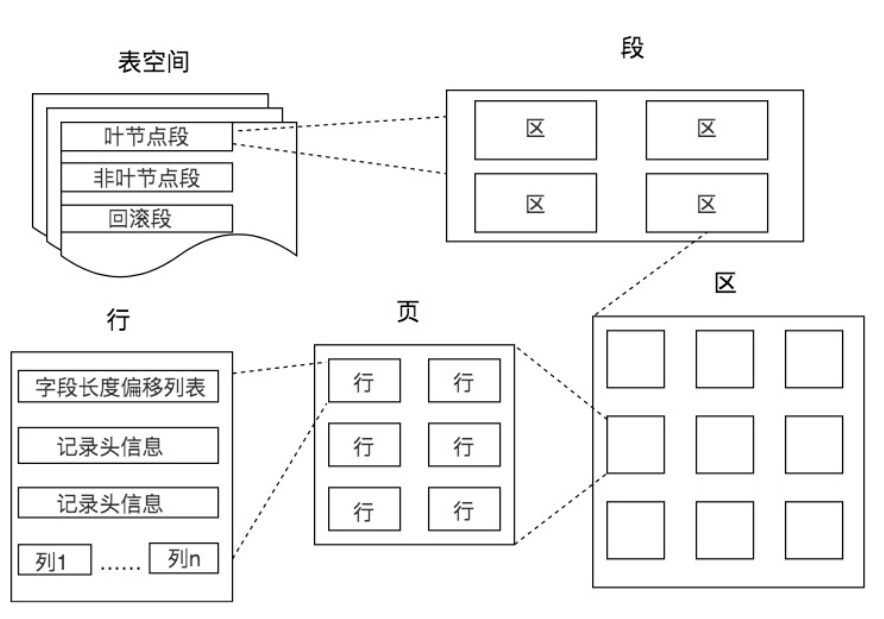 表空间
叶节点段
非叶节点段
回滚段
段
区 区
区 区
区
页
行 行
行 行
行 行
行
字段长度偏移列表
记录头信息
记录头信息
列1 …… 列n